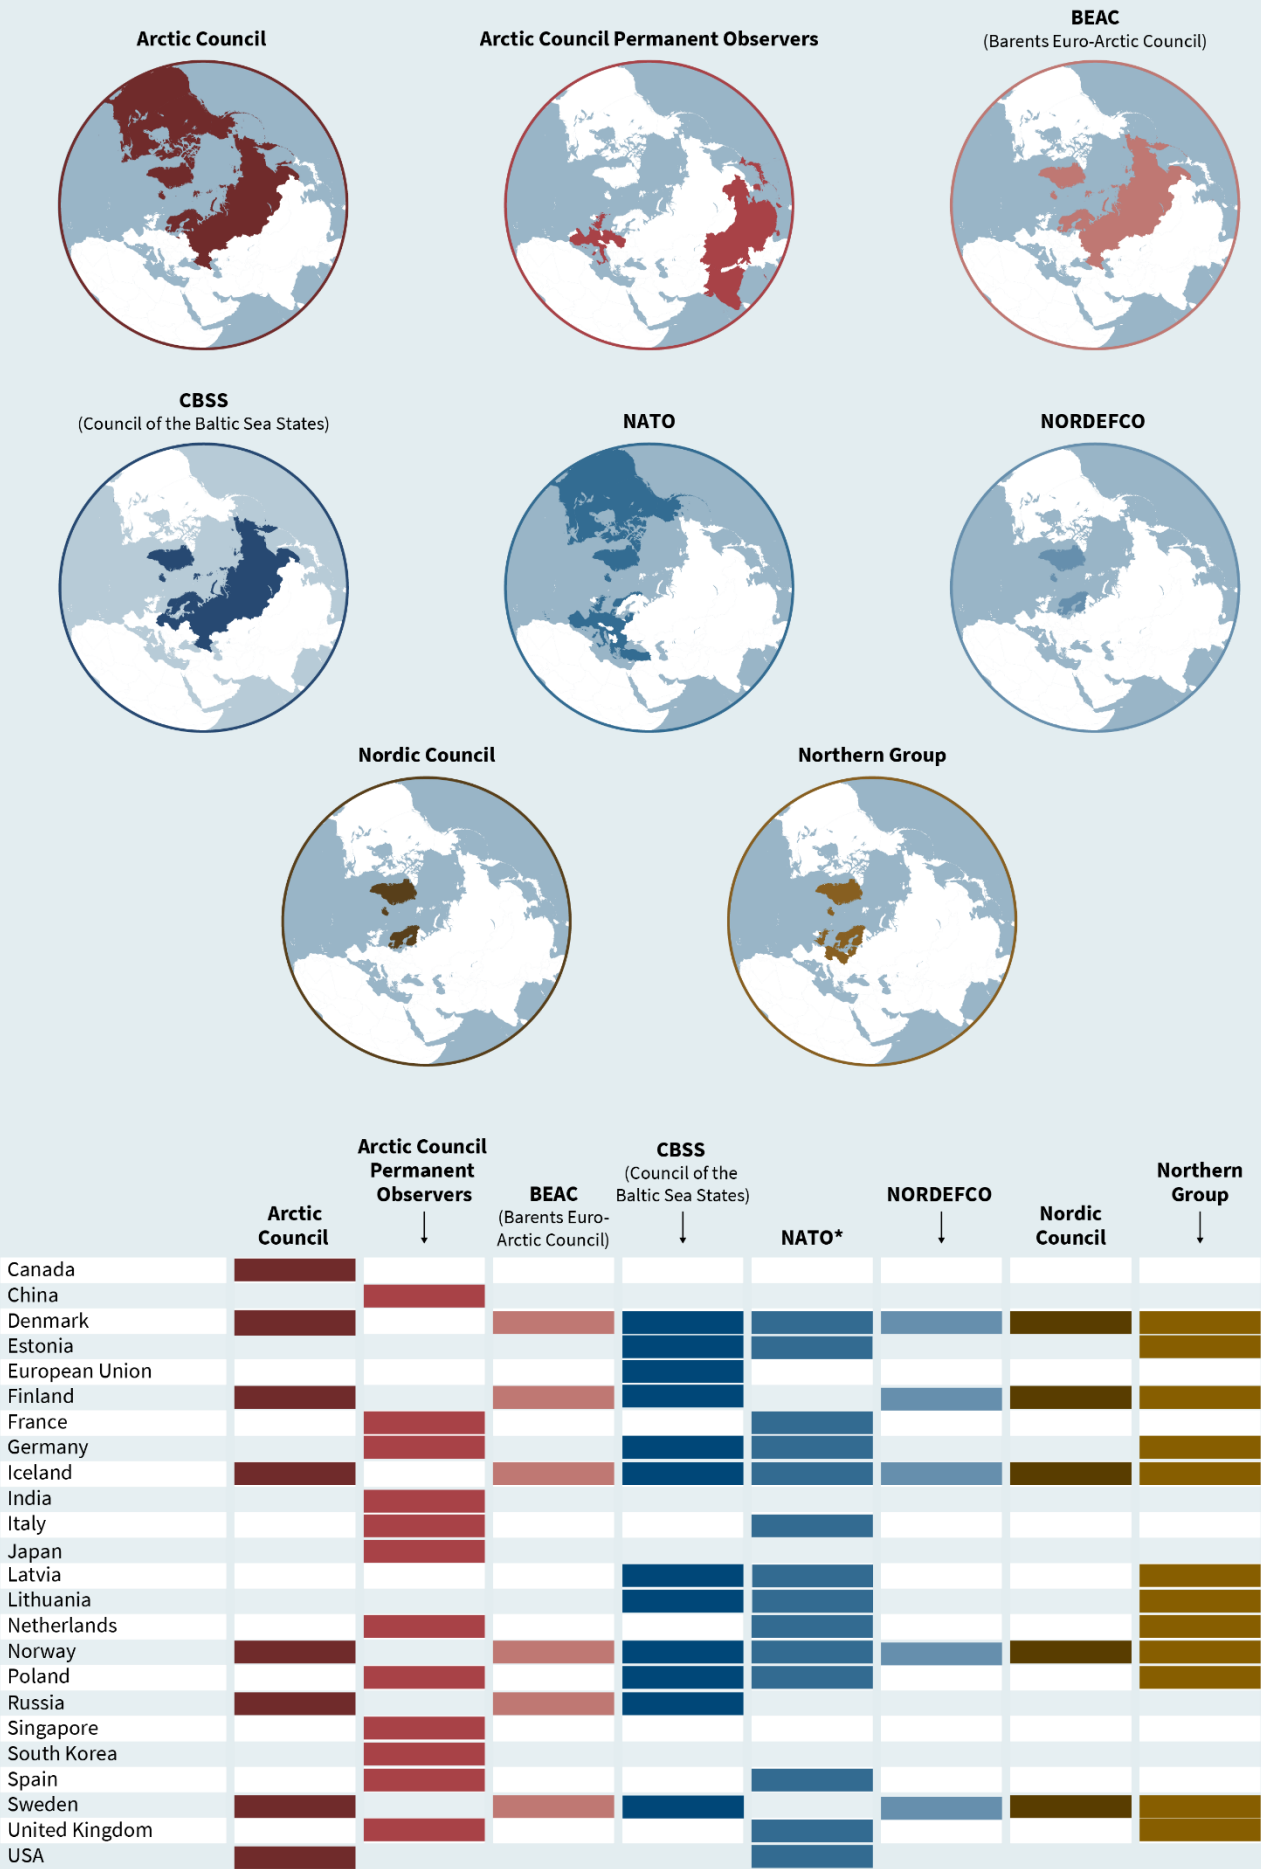 Arctic Council
Arctic Council Permanent Observers
BEAC
(Barents Euro-Arctic Council)
CBSS
(Council of the Baltic Sea States)
NATO
NORDEFCO
Nordic Council
Northern Group
Arctic
Council
Arctic Council
Permanent
Observers
BEAC
(Barents Euro-
Arctic Council)
CBSS
(Council of the
Baltic Sea States)
NATO*
NORDEFCO
Nordic
Council
Northern
Group
Canada
China
Denmark
Estonia
European Union
Finland
France
Germany
Iceland
India
Italy
Japan
Latvia
Lithuania
Netherlands
Norway
Poland
Russia
Singapore
South Korea
Spain
Sweden
United Kingdom
USA